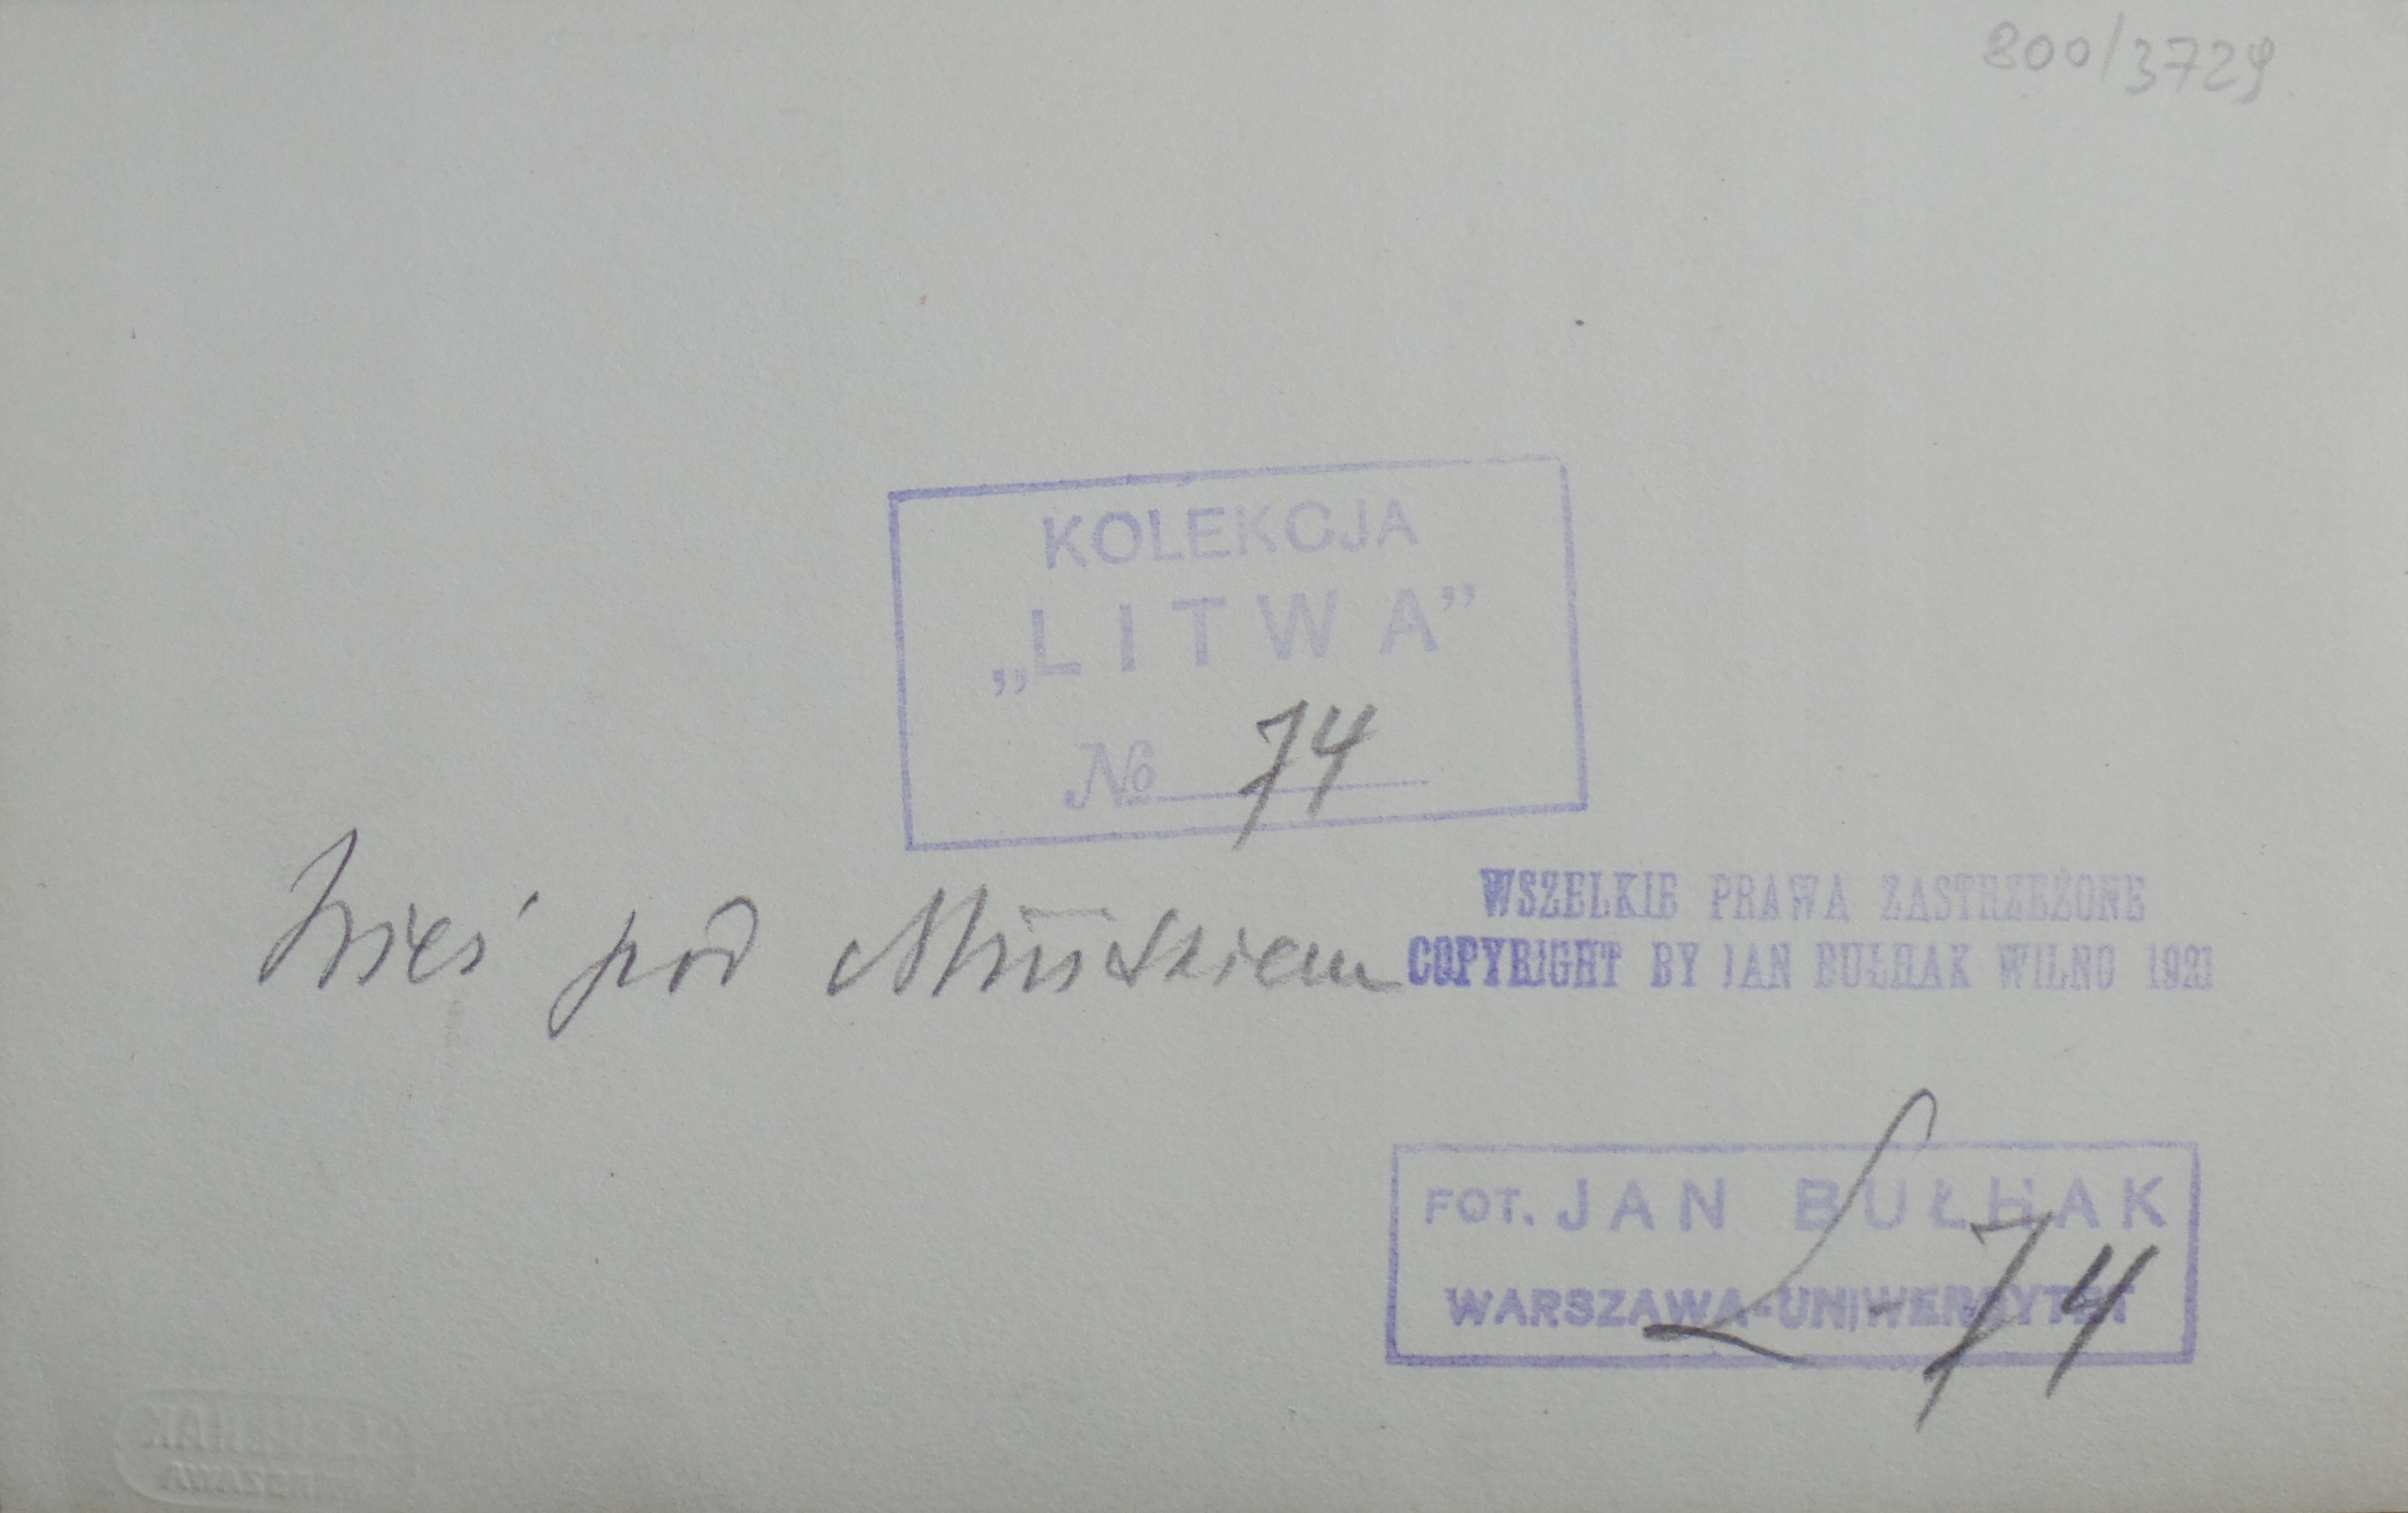 800/3729
KOLEKCJA
„LITWA”
№ 74
Wieś pod Mińskiem
WSZELKIE PRAWA ZASTRZEŻONE
COPYRIGHT BY JAN BUŁHAK WILNO 1921
FOT. JAN BUŁHAK
WARSZAWA-UNIWERSYTET
L-74